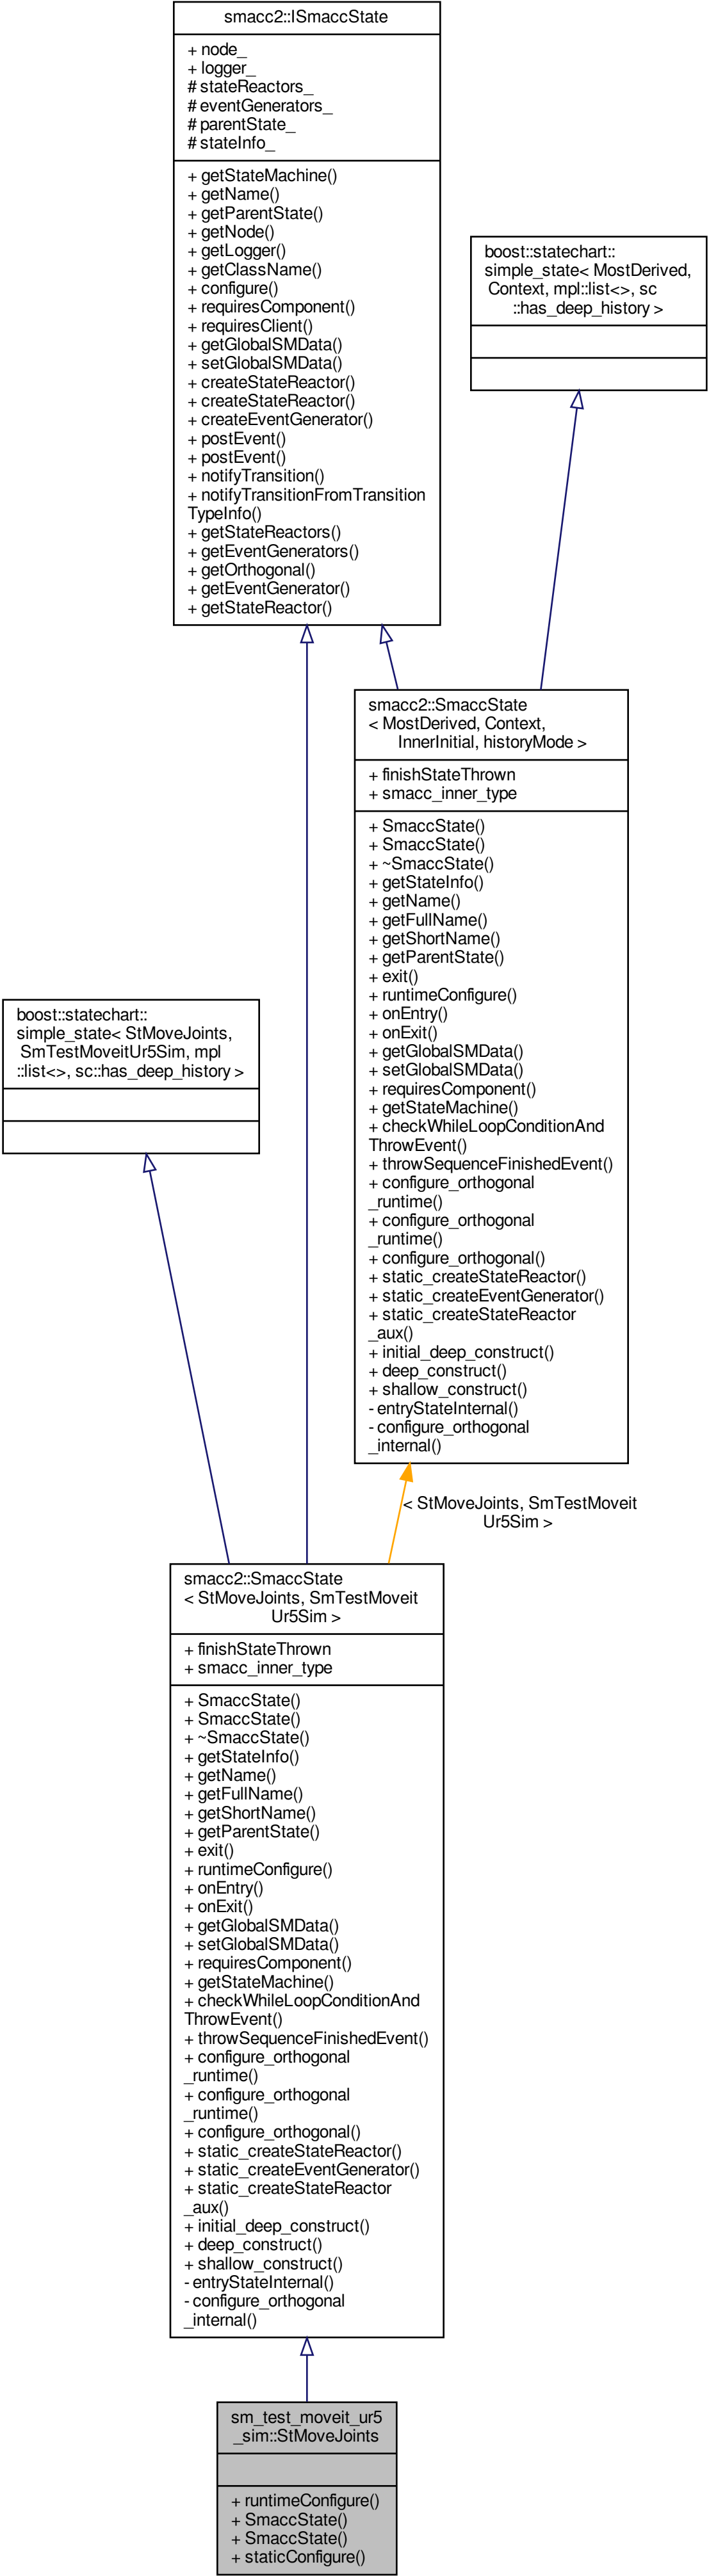 smacc2::ISmaccState
+ node_
+ logger_
# stateReactors_
# eventGenerators_
# parentState_
# stateInfo_
+ getStateMachine()
+ getName()
+ getParentState()
+ getNode()
+ getLogger()
+ getClassName()
+ configure()
+ requiresComponent()
+ requiresClient()
+ getGlobalSMData()
+ setGlobalSMData()
+ createStateReactor()
+ createStateReactor()
+ createEventGenerator()
+ postEvent()
+ postEvent()
+ notifyTransition()
+ notifyTransitionFromTransition
TypeInfo()
+ getStateReactors()
+ getEventGenerators()
+ getOrthogonal()
+ getEventGenerator()
+ getStateReactor()
boost::statechart::
simple_state< MostDerived,
Context, mpl::list<>, sc
::has_deep_history >
smacc2::SmaccState
< MostDerived, Context,
InnerInitial, historyMode >
+ finishStateThrown
+ smacc_inner_type
+ SmaccState()
+ SmaccState()
+ ~SmaccState()
+ getStateInfo()
+ getName()
+ getFullName()
+ getShortName()
+ getParentState()
+ exit()
+ runtimeConfigure()
+ onEntry()
+ onExit()
+ getGlobalSMData()
+ setGlobalSMData()
+ requiresComponent()
+ getStateMachine()
+ checkWhileLoopConditionAnd
ThrowEvent()
+ throwSequenceFinishedEvent()
+ configure_orthogonal
_runtime()
+ configure_orthogonal
_runtime()
+ configure_orthogonal()
+ static_createStateReactor()
+ static_createEventGenerator()
+ static_createStateReactor
_aux()
+ initial_deep_construct()
+ deep_construct()
+ shallow_construct()
- entryStateInternal()
- configure_orthogonal
_internal()
boost::statechart::
simple_state< StMoveJoints,
SmTestMoveitUr5Sim, mpl
::list<>, sc::has_deep_history >
< StMoveJoints, SmTestMoveit
Ur5Sim >
smacc2::SmaccState
< StMoveJoints, SmTestMoveit
Ur5Sim >
+ finishStateThrown
+ smacc_inner_type
+ SmaccState()
+ SmaccState()
+ ~SmaccState()
+ getStateInfo()
+ getName()
+ getFullName()
+ getShortName()
+ getParentState()
+ exit()
+ runtimeConfigure()
+ onEntry()
+ onExit()
+ getGlobalSMData()
+ setGlobalSMData()
+ requiresComponent()
+ getStateMachine()
+ checkWhileLoopConditionAnd
ThrowEvent()
+ throwSequenceFinishedEvent()
+ configure_orthogonal
_runtime()
+ configure_orthogonal
_runtime()
+ configure_orthogonal()
+ static_createStateReactor()
+ static_createEventGenerator()
+ static_createStateReactor
_aux()
+ initial_deep_construct()
+ deep_construct()
+ shallow_construct()
- entryStateInternal()
- configure_orthogonal
_internal()
sm_test_moveit_ur5
_sim::StMoveJoints
+ runtimeConfigure()
+ SmaccState()
+ SmaccState()
+ staticConfigure()